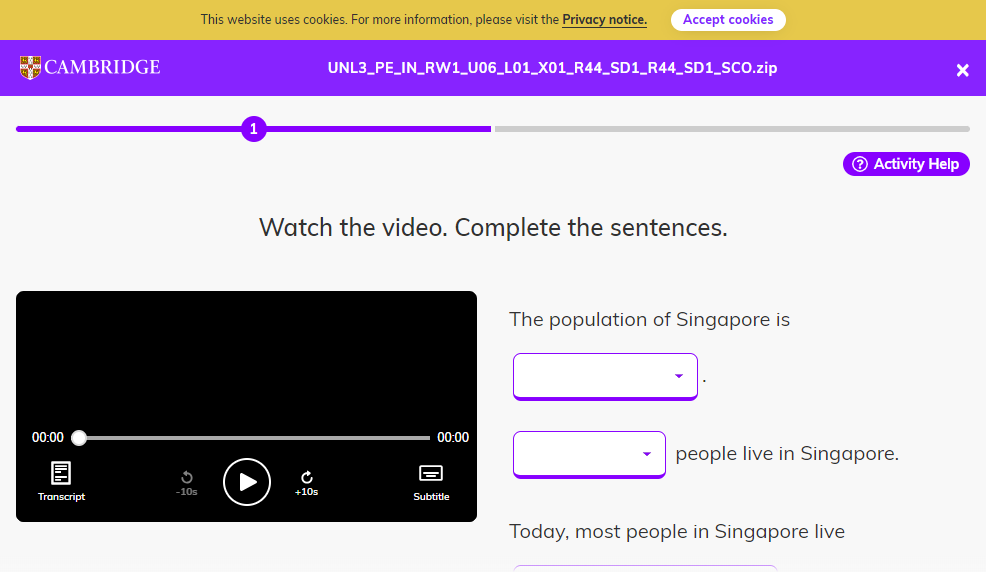 This website uses cookies. For more information, please visit the Privacy notice.
Accept cookies
CAMBRIDGE
UNL3_PE_IN_RW1_U06_L01_X01_R44_SD1_R44_SD1_SCO.zip
1
Activity Help
Watch the video. Complete the sentences.
00:00
00:00
Transcript
-10s
+10s
Subtitle
The population of Singapore is
.
people live in Singapore.
Today, most people in Singapore live